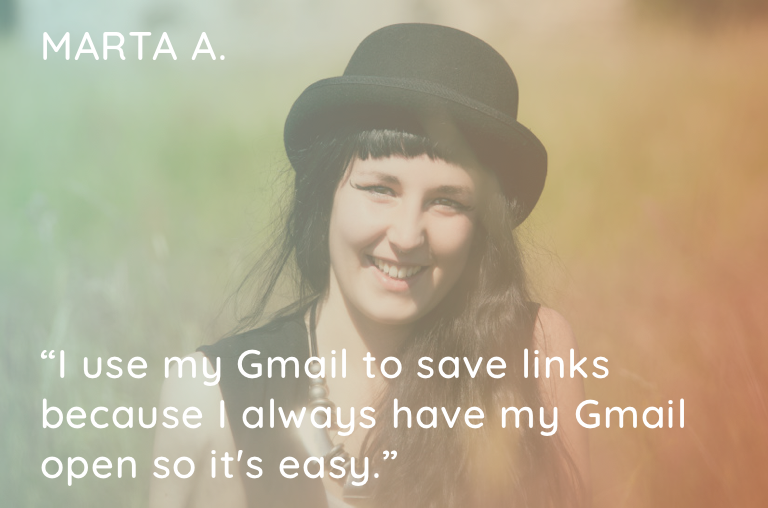 MARTA A.
“I use my Gmail to save links
because I always have my Gmail
open so it's easy.”